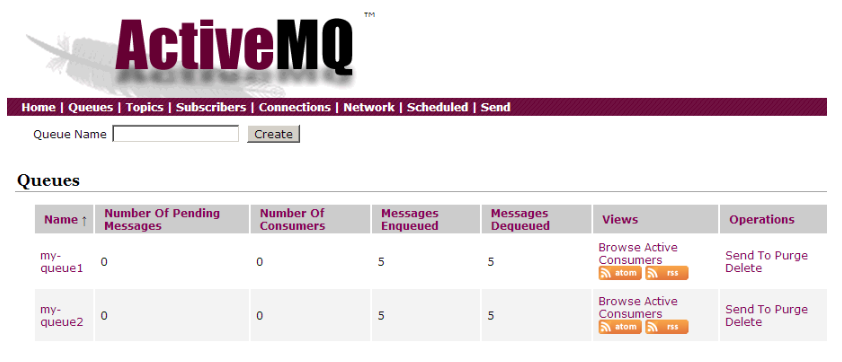 ActiveMQ ™
Home | Queues | Topics | Subscribers | Connections | Network | Scheduled | Send
Queue Name Create
Queues
Name ↑ Number Of Pending Messages Number Of Consumers Messages Enqueued Messages Dequeued Views Operations
my-queue1 0 0 5 5 Browse Active Consumers atom rss Send To Purge Delete
my-queue2 0 0 5 5 Browse Active Consumers atom rss Send To Purge Delete